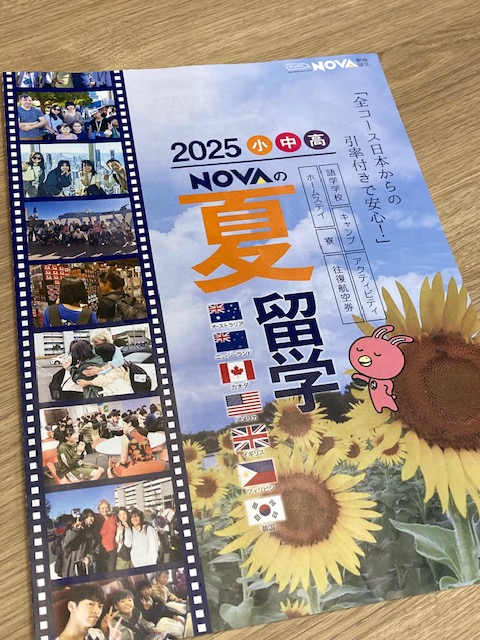 NOVA
「全コース日本からの
引率付きで安心!」
2025 小 中 高
NOVAの
夏
留学
語学学校
キャンプ
アクティビティ
ホームステイ
寮
往復航空券
オーストラリア
ニュージーランド
カナダ
アメリカ
イギリス
フィリピン
韓国